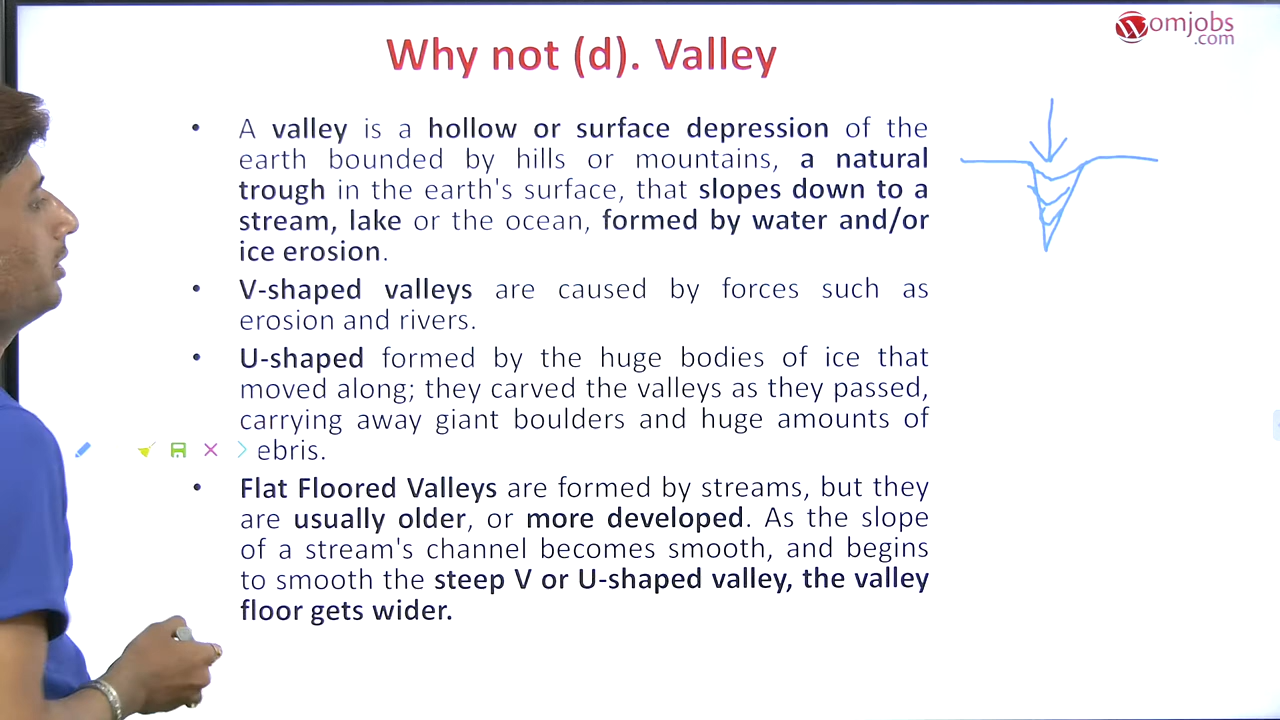 Womjobs
.com
Why not (d). Valley
• A valley is a hollow or surface depression of the
earth bounded by hills or mountains, a natural
trough in the earth's surface, that slopes down to a
stream, lake or the ocean, formed by water and/or
ice erosion.
• V-shaped valleys are caused by forces such as
erosion and rivers.
• U-shaped formed by the huge bodies of ice that
moved along; they carved the valleys as they passed,
carrying away giant boulders and huge amounts of
ebris.
• Flat Floored Valleys are formed by streams, but they
are usually older, or more developed. As the slope
of a stream's channel becomes smooth, and begins
to smooth the steep V or U-shaped valley, the valley
floor gets wider.